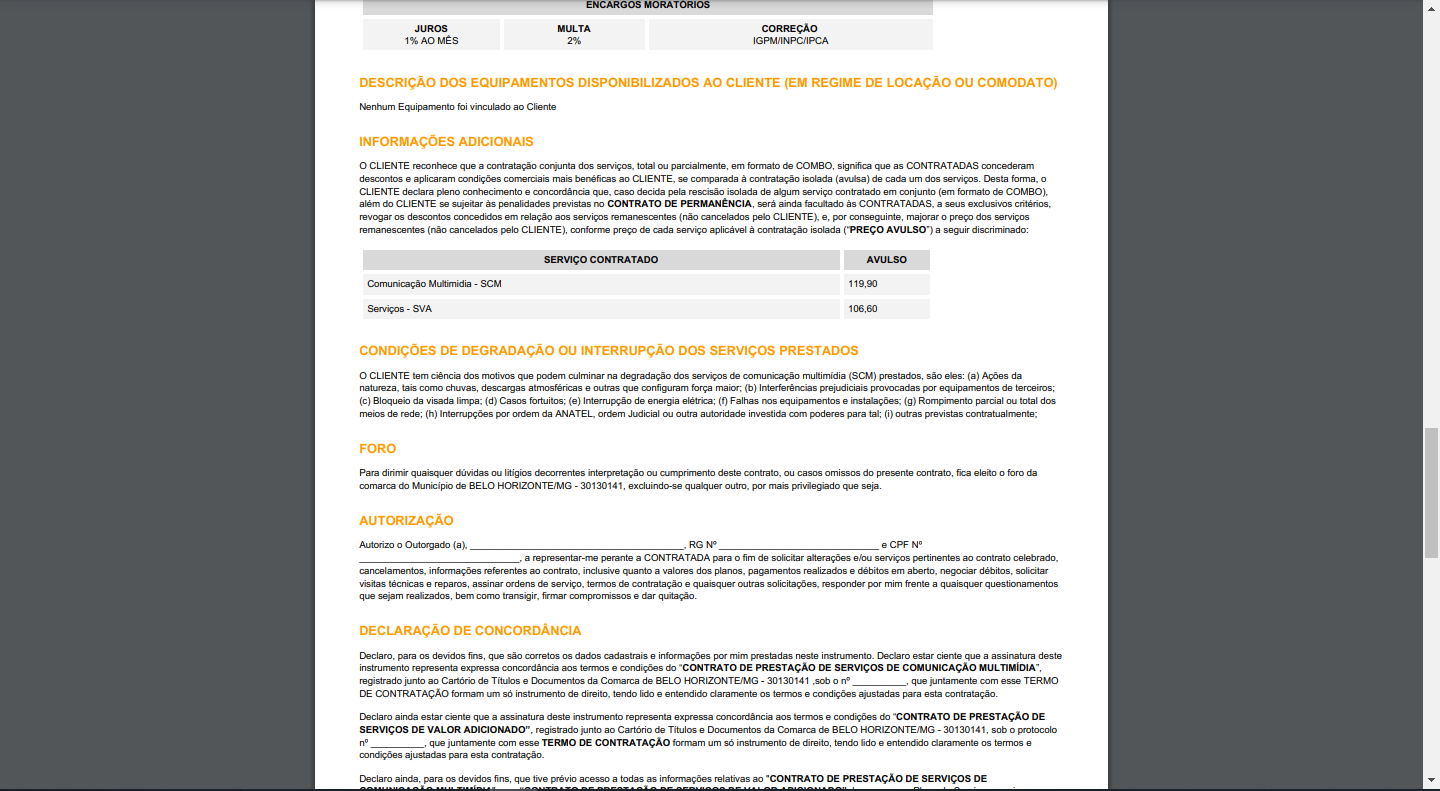 ENCARGOS MORATÓRIOS
JUROS MULTA CORREÇÃO
1% AO MÊS 2% IGPM/INPC/IPCA
DESCRIÇÃO DOS EQUIPAMENTOS DISPONIBILIZADOS AO CLIENTE (EM REGIME DE LOCAÇÃO OU COMODATO)
Nenhum Equipamento foi vinculado ao Cliente
INFORMAÇÕES ADICIONAIS
O CLIENTE reconhece que a contratação conjunta dos serviços, total ou parcialmente, em formato de COMBO, significa que as CONTRATADAS concederam
descontos e aplicaram condições comerciais mais benéficas ao CLIENTE, se comparada à contratação isolada (avulsa) de cada um dos serviços. Desta forma, o
CLIENTE declara pleno conhecimento e concordância que, caso decida pela rescisão isolada de algum serviço contratado em conjunto (em formato de COMBO),
além do CLIENTE se sujeitar às penalidades previstas no CONTRATO DE PERMANÊNCIA, será ainda facultado às CONTRATADAS, a seus exclusivos critérios,
revogar os descontos concedidos em relação aos serviços remanescentes (não cancelados pelo CLIENTE), e, por conseguinte, majorar o preço dos serviços
remanescentes (não cancelados pelo CLIENTE), conforme preço de cada serviço aplicável à contratação isolada (“PREÇO AVULSO”) a seguir discriminado:
SERVIÇO CONTRATADO AVULSO
Comunicação Multimidia - SCM 119,90
Serviços - SVA 106,60
CONDIÇÕES DE DEGRADAÇÃO OU INTERRUPÇÃO DOS SERVIÇOS PRESTADOS
O CLIENTE tem ciência dos motivos que podem culminar na degradação dos serviços de comunicação multimídia (SCM) prestados, são eles: (a) Ações da
natureza, tais como chuvas, descargas atmosféricas e outras que configuram força maior; (b) Interferências prejudiciais provocadas por equipamentos de terceiros;
(c) Bloqueio da visada limpa; (d) Casos fortuitos; (e) Interrupção de energia elétrica; (f) Falhas nos equipamentos e instalações; (g) Rompimento parcial ou total dos
meios de rede; (h) Interrupções por ordem da ANATEL, ordem Judicial ou outra autoridade investida com poderes para tal; (i) outras previstas contratualmente;
FORO
Para dirimir quaisquer dúvidas ou litígios decorrentes interpretação ou cumprimento deste contrato, ou casos omissos do presente contrato, fica eleito o foro da
comarca do Município de BELO HORIZONTE/MG - 30130141, excluindo-se qualquer outro, por mais privilegiado que seja.
AUTORIZAÇÃO
Autorizo o Outorgado (a), ________________________________________, RG Nº ______________________________ e CPF Nº
______________________________, a representar-me perante a CONTRATADA para o fim de solicitar alterações e/ou serviços pertinentes ao contrato celebrado,
cancelamentos, informações referentes ao contrato, inclusive quanto a valores dos planos, pagamentos realizados e débitos em aberto, negociar débitos, solicitar
visitas técnicas e reparos, assinar ordens de serviço, termos de contratação e quaisquer outras solicitações, responder por mim frente a quaisquer questionamentos
que sejam realizados, bem como transigir, firmar compromissos e dar quitação.
DECLARAÇÃO DE CONCORDÂNCIA
Declaro, para os devidos fins, que são corretos os dados cadastrais e informações por mim prestadas neste instrumento. Declaro estar ciente que a assinatura deste
instrumento representa expressa concordância aos termos e condições do “CONTRATO DE PRESTAÇÃO DE SERVIÇOS DE COMUNICAÇÃO MULTIMÍDIA”,
registrado junto ao Cartório de Títulos e Documentos da Comarca de BELO HORIZONTE/MG - 30130141 ,sob o nº __________, que juntamente com esse TERMO
DE CONTRATAÇÃO formam um só instrumento de direito, tendo lido e entendido claramente os termos e condições ajustadas para esta contratação.
Declaro ainda estar ciente que a assinatura deste instrumento representa expressa concordância aos termos e condições do “CONTRATO DE PRESTAÇÃO DE
SERVIÇOS DE VALOR ADICIONADO”, registrado junto ao Cartório de Títulos e Documentos da Comarca de BELO HORIZONTE/MG - 30130141, sob o protocolo
nº __________, que juntamente com esse TERMO DE CONTRATAÇÃO formam um só instrumento de direito, tendo lido e entendido claramente os termos e
condições ajustadas para esta contratação.
Declaro ainda, para os devidos fins, que tive prévio acesso a todas as informações relativas ao "CONTRATO DE PRESTAÇÃO DE SERVIÇOS DE